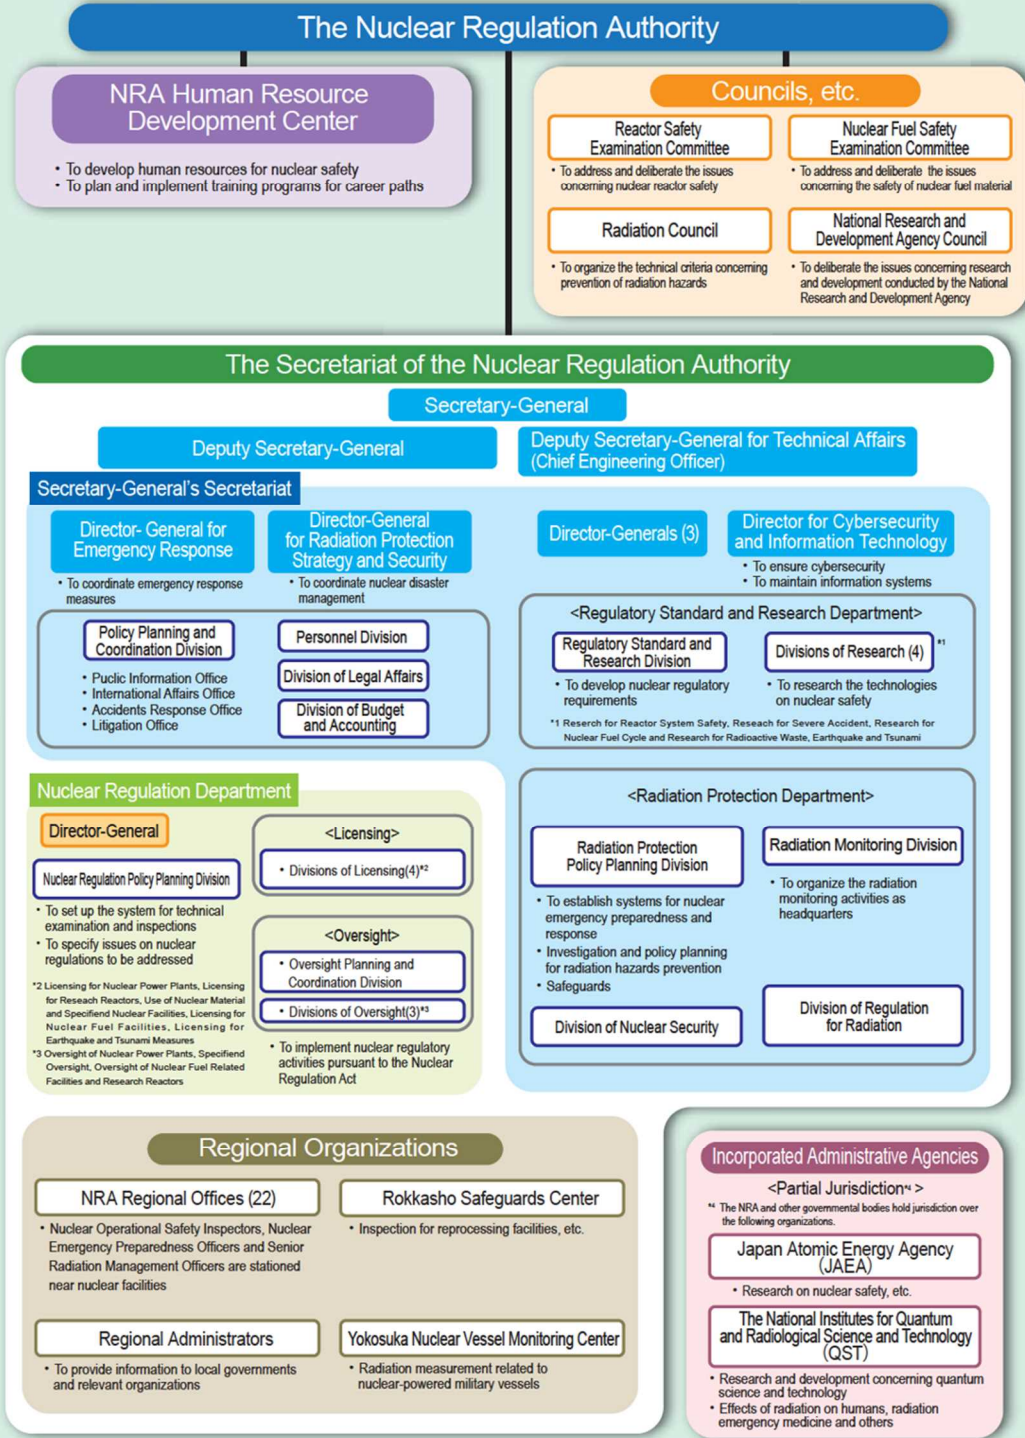 The Nuclear Regulation Authority
NRA Human Resource
Development Center
• To develop human resources for nuclear safety
• To plan and implement training programs for career paths
Councils, etc.
Reactor Safety
Examination Committee
• To address and deliberate the issues
concerning nuclear reactor safety
Nuclear Fuel Safety
Examination Committee
• To address and deliberate the issues
concerning the safety of nuclear fuel material
Radiation Council
• To organize the technical criteria concerning
prevention of radiation hazards
National Research and
Development Agency Council
• To deliberate the issues concerning research
and development conducted by the National
Research and Development Agency
The Secretariat of the Nuclear Regulation Authority
Secretary-General
Deputy Secretary-General
Deputy Secretary-General for Technical Affairs
(Chief Engineering Officer)
Secretary-General's Secretariat
Director- General for
Emergency Response
• To coordinate emergency response
measures
Director-General
for Radiation Protection
Strategy and Security
• To coordinate nuclear disaster
management
Director-Generals (3)
Director for Cybersecurity
and Information Technology
• To ensure cybersecurity
• To maintain information systems
Policy Planning and
Coordination Division
• Puclic Information Office
• International Affairs Office
• Accidents Response Office
• Litigation Office
Personnel Division
Division of Legal Affairs
Division of Budget
and Accounting
<Regulatory Standard and Research Department>
Regulatory Standard and
Research Division
• To develop nuclear regulatory
requirements
Divisions of Research (4) *1
• To research the technologies
on nuclear safety
*1 Reserch for Reactor System Safety, Reseach for Severe Accident, Research for
Nuclear Fuel Cycle and Research for Radioactive Waste, Earthquake and Tsunami
Nuclear Regulation Department
Director-General
Nuclear Regulation Policy Planning Division
• To set up the system for technical
examination and inspections
• To specify issues on nuclear
regulations to be addressed
*2 Licensing for Nuclear Power Plants, Licensing
for Reseach Reactors, Use of Nuclear Material
and Specifiend Nuclear Facilities, Licensing for
Nuclear Fuel Facilities, Licensing for
Earthquake and Tsunami Measures
*3 Oversight of Nuclear Power Plants, Specifiend
Oversight, Oversight of Nuclear Fuel Related
Facilities and Research Reactors
<Licensing>
• Divisions of Licensing(4)*2
<Oversight>
• Oversight Planning and
Coordination Division
• Divisions of Oversight(3)*3
• To implement nuclear regulatory
activities pursuant to the Nuclear
Regulation Act
<Radiation Protection Department>
Radiation Protection
Policy Planning Division
• To establish systems for nuclear
emergency preparedness and
response
• Investigation and policy planning
for radiation hazards prevention
• Safeguards
Radiation Monitoring Division
• To organize the radiation
monitoring activities as
headquarters
Division of Nuclear Security
Division of Regulation
for Radiation
Regional Organizations
NRA Regional Offices (22)
• Nuclear Operational Safety Inspectors, Nuclear
Emergency Preparedness Officers and Senior
Radiation Management Officers are stationed
near nuclear facilities
Rokkasho Safeguards Center
• Inspection for reprocessing facilities, etc.
Regional Administrators
• To provide information to local governments
and relevant organizations
Yokosuka Nuclear Vessel Monitoring Center
• Radiation measurement related to
nuclear-powered military vessels
Incorporated Administrative Agencies
<Partial Jurisdiction*4 >
*4 The NRA and other governmental bodies hold jurisdiction over
the following organizations.
Japan Atomic Energy Agency
(JAEA)
• Research on nuclear safety, etc.
The National Institutes for Quantum
and Radiological Science and Technology
(QST)
• Research and development concerning quantum
science and technology
• Effects of radiation on humans, radiation
emergency medicine and others